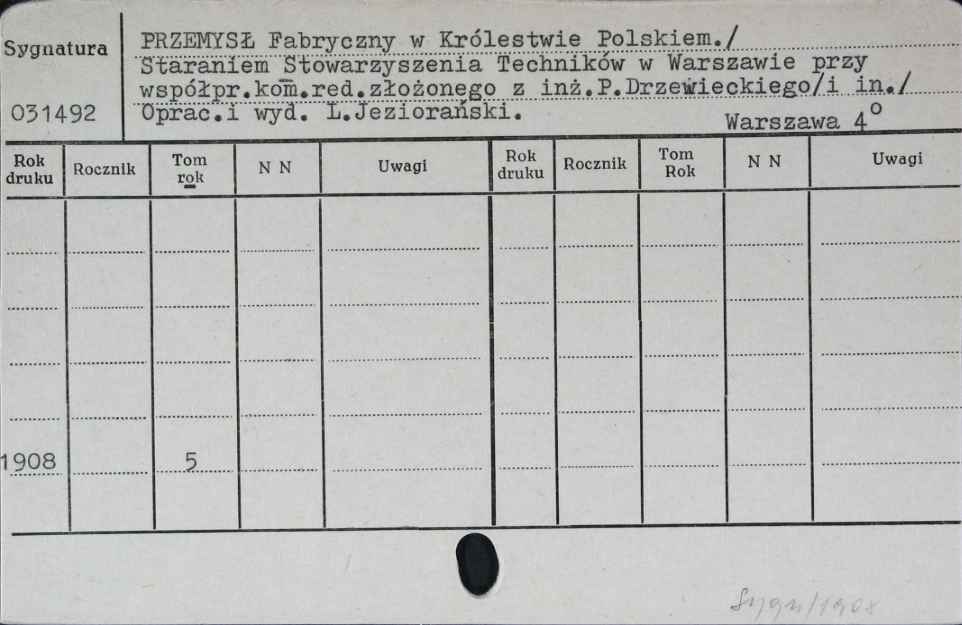 Sygnatura
031492
PRZEMYSŁ Fabryczny w Królestwie Polskiem./
Staraniem Stowarzyszenia Techników w Warszawie przy
współpr.kom.red.złożonego z inż.P.Drzewieckiego/i in./
Oprac.i wyd. L.Jeziorański.
Warszawa 4°
Rok druku Rocznik Tom rok N N Uwagi Rok druku Rocznik Tom Rok N N Uwagi
1908 5